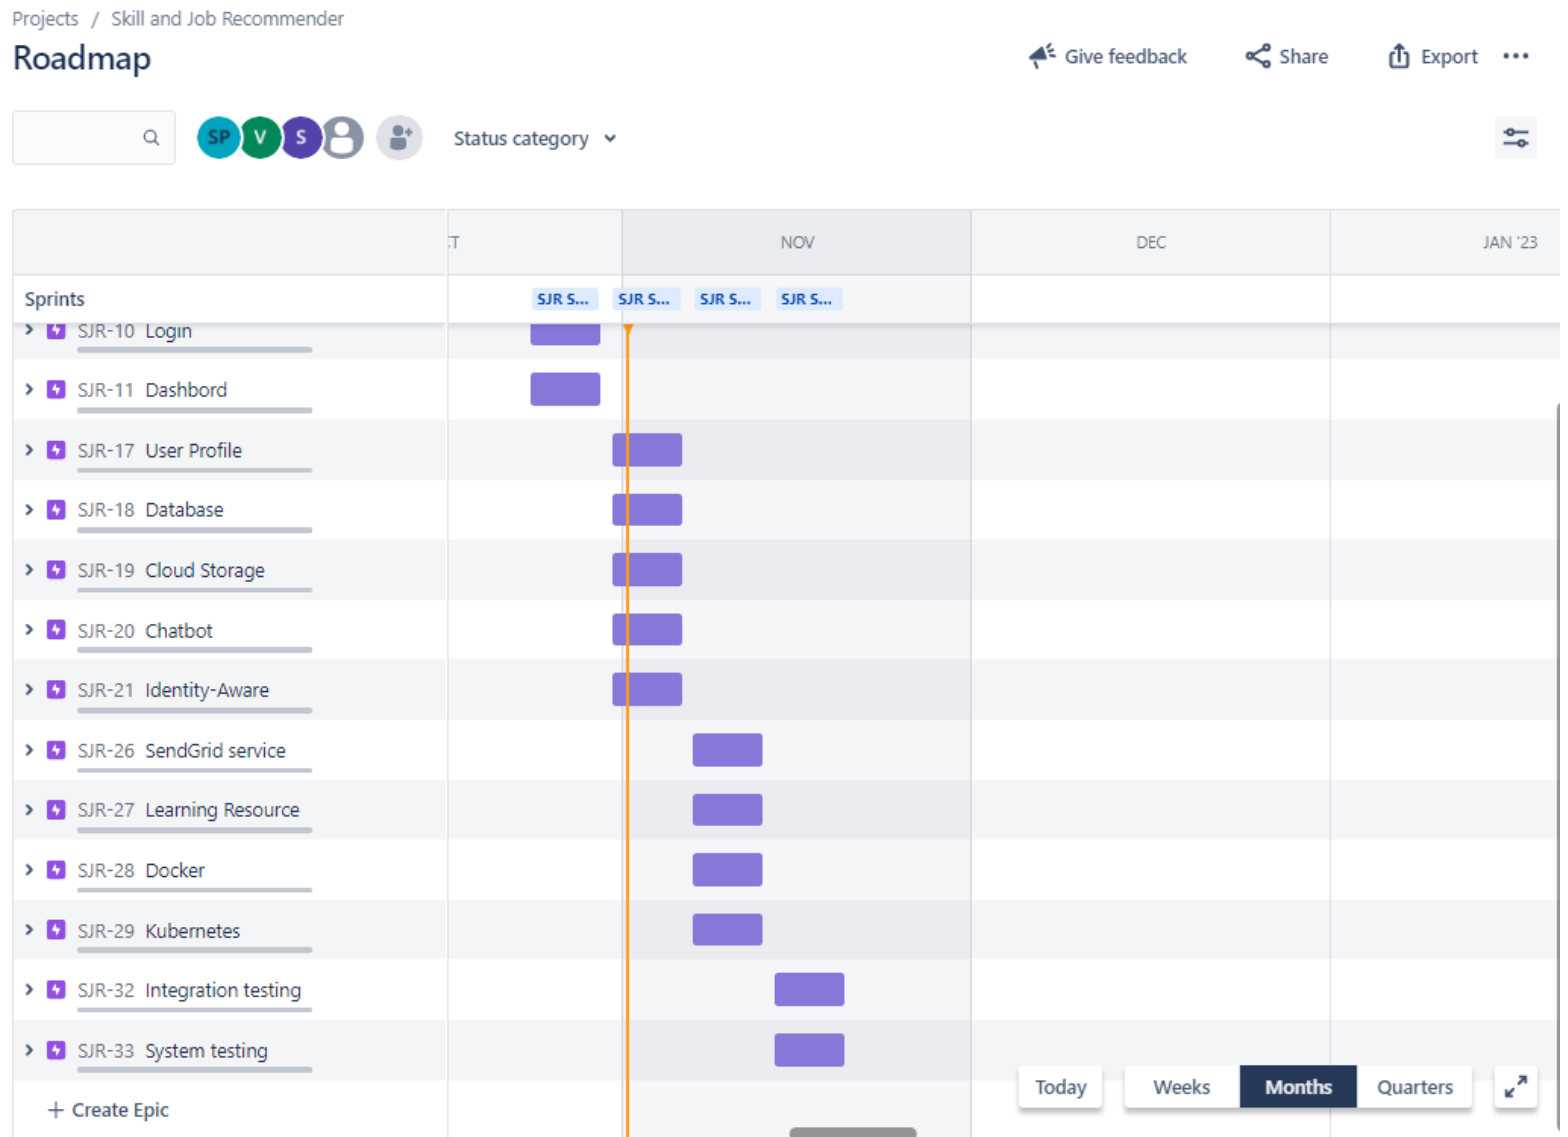 Projects / Skill and Job Recommender
Roadmap
Give feedback
Share
Export
SP V S
Status category
CT NOV DEC JAN '23
Sprints SJR S... SJR S... SJR S... SJR S...
SJR-10 Login
SJR-11 Dashbord
SJR-17 User Profile
SJR-18 Database
SJR-19 Cloud Storage
SJR-20 Chatbot
SJR-21 Identity-Aware
SJR-26 SendGrid service
SJR-27 Learning Resource
SJR-28 Docker
SJR-29 Kubernetes
SJR-32 Integration testing
SJR-33 System testing
Today Weeks Months Quarters
+ Create Epic